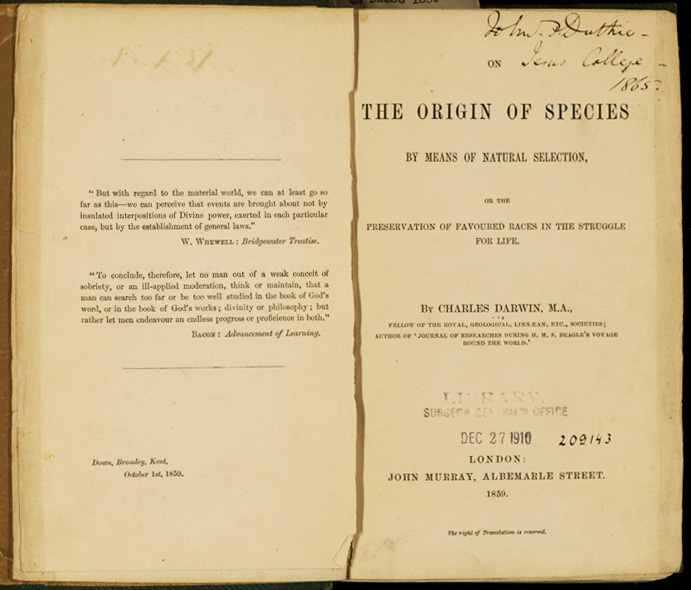 “ But with regard to the material world, we can at least go so
far as this—we can perceive that events are brought about not by
insulated interpositions of Divine power, exerted in each particular
case, but by the establishment of general laws.”
W. WHEWELL : Bridgewater Treatise.
“ To conclude, therefore, let no man out of a weak conceit of
sobriety, or an ill-applied moderation, think or maintain, that a
man can search too far or be too well studied in the book of God's
word, or in the book of God's works ; divinity or philosophy ; but
rather let men endeavour an endless progress or proficience in both.”
BACON : Advancement of Learning.
Down, Bromley, Kent,
October 1st, 1859.
John P Duthie –
Jesus College –
1865.
ON
THE ORIGIN OF SPECIES
BY MEANS OF NATURAL SELECTION,
OR THE
PRESERVATION OF FAVOURED RACES IN THE STRUGGLE
FOR LIFE.
BY CHARLES DARWIN, M.A.,
FELLOW OF THE ROYAL, GEOLOGICAL, LINNÆAN, ETC., SOCIETIES ;
AUTHOR OF ‘JOURNAL OF RESEARCHES DURING H. M. S. BEAGLE'S VOYAGE
ROUND THE WORLD.’
LIBRARY
SURGEON GENERAL'S OFFICE
DEC 27 1910
209143
LONDON:
JOHN MURRAY, ALBEMARLE STREET.
1859.
The right of Translation is reserved.